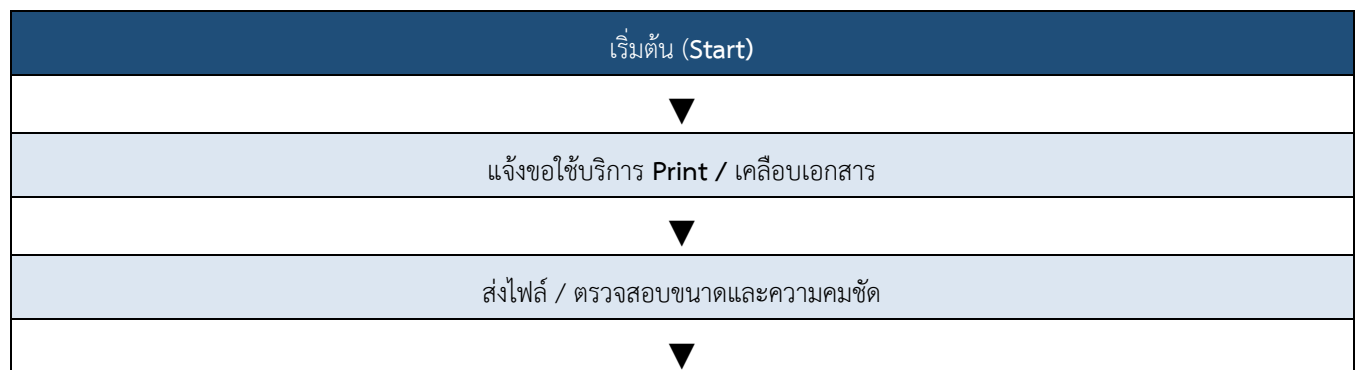 เริ่มต้น (Start)
▼
แจ้งขอใช้บริการ Print / เคลือบเอกสาร
▼
ส่งไฟล์ / ตรวจสอบขนาดและความคมชัด
▼